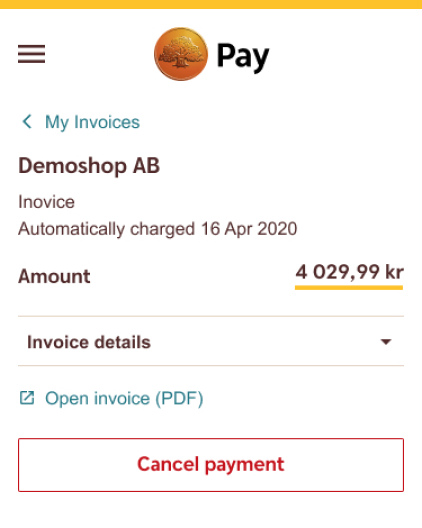 Pay
My Invoices
Demoshop AB
Inovice
Automatically charged 16 Apr 2020
Amount
4 029,99 kr
Invoice details
Open invoice (PDF)
Cancel payment